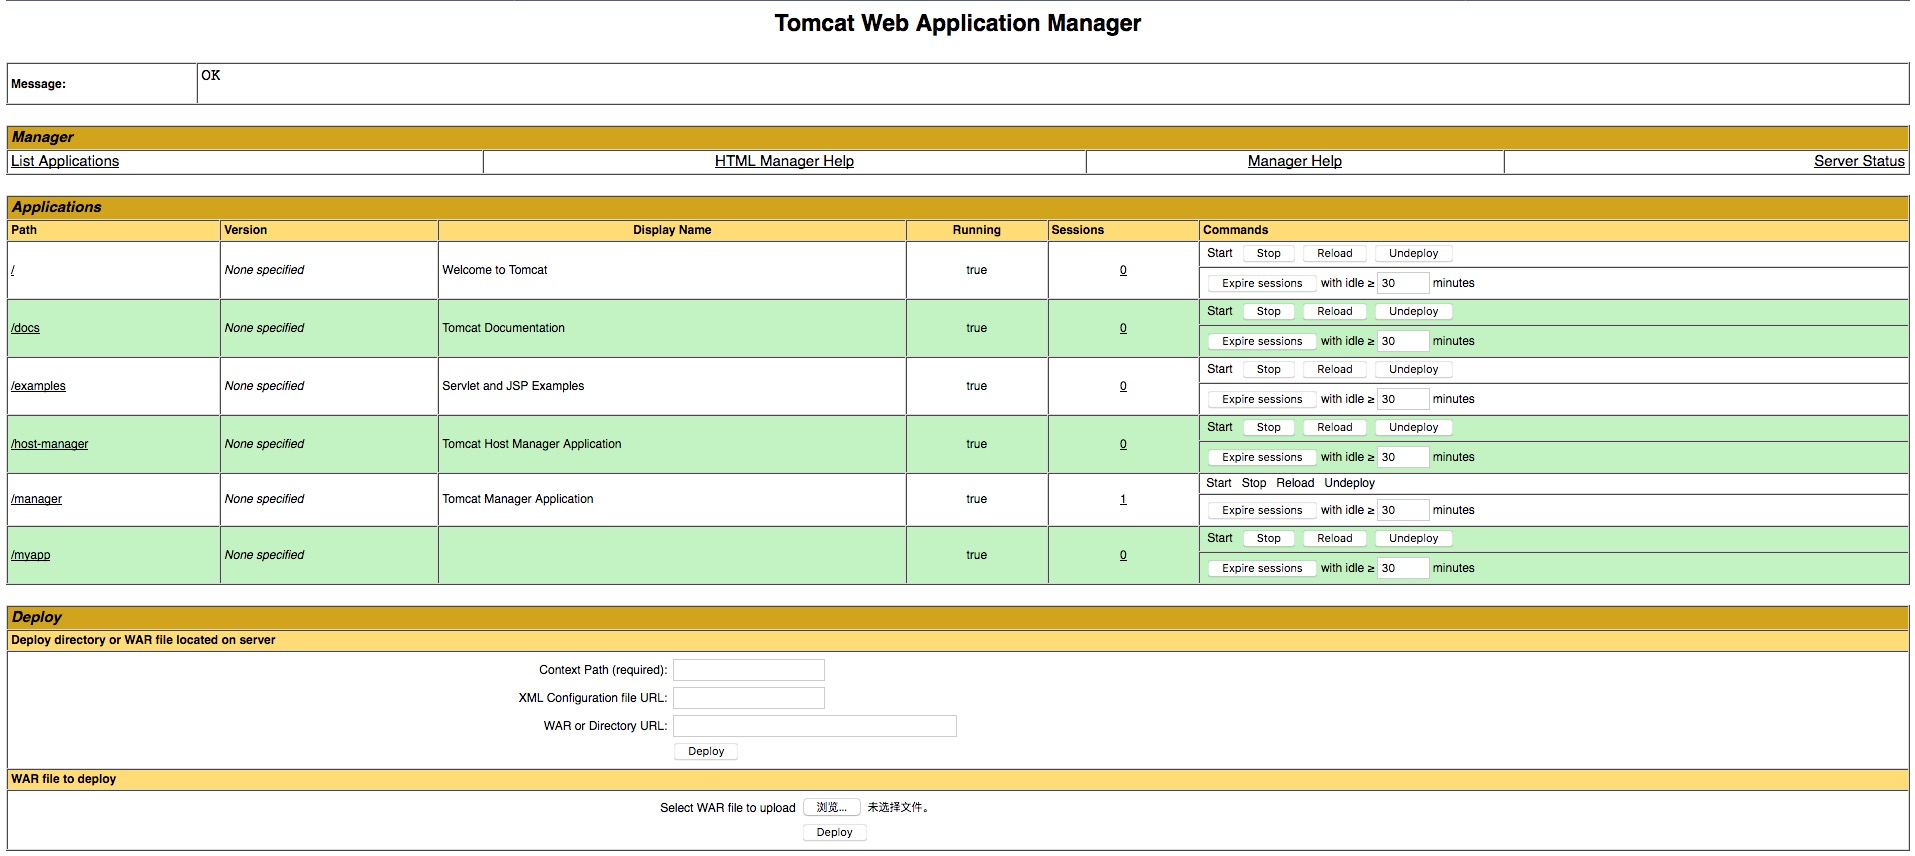 Tomcat Web Application Manager
Message: OK
Manager
List Applications HTML Manager Help Manager Help Server Status
Applications
Path Version Display Name Running Sessions Commands
/ None specified Welcome to Tomcat true 0 Start Stop Reload Undeploy
Expire sessions with idle ≥ 30 minutes
/docs None specified Tomcat Documentation true 0 Start Stop Reload Undeploy
Expire sessions with idle ≥ 30 minutes
/examples None specified Servlet and JSP Examples true 0 Start Stop Reload Undeploy
Expire sessions with idle ≥ 30 minutes
/host-manager None specified Tomcat Host Manager Application true 0 Start Stop Reload Undeploy
Expire sessions with idle ≥ 30 minutes
/manager None specified Tomcat Manager Application true 1 Start Stop Reload Undeploy
Expire sessions with idle ≥ 30 minutes
/myapp None specified true 0 Start Stop Reload Undeploy
Expire sessions with idle ≥ 30 minutes
Deploy
Deploy directory or WAR file located on server
Context Path (required):
XML Configuration file URL:
WAR or Directory URL:
Deploy
WAR file to deploy
Select WAR file to upload 浏览... 未选择文件。
Deploy